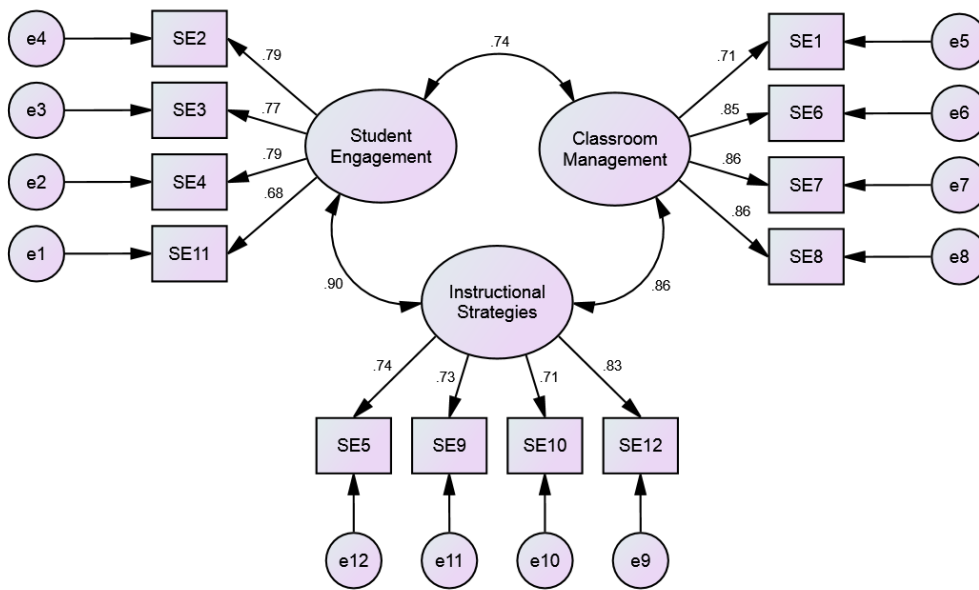 e4
SE2
.79
e3
SE3
.77
e2
SE4
.79
e1
SE11
.68
Student
Engagement
.74
Classroom
Management
.71
SE1
e5
.85
SE6
e6
.86
SE7
e7
.86
SE8
e8
.90
.86
Instructional
Strategies
.74
.73
.71
.83
SE5
SE9
SE10
SE12
e12
e11
e10
e9